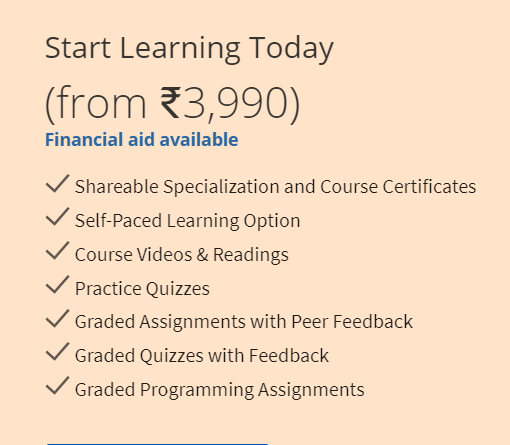 Start Learning Today
(from ₹3,990)
Financial aid available
Shareable Specialization and Course Certificates
Self-Paced Learning Option
Course Videos & Readings
Practice Quizzes
Graded Assignments with Peer Feedback
Graded Quizzes with Feedback
Graded Programming Assignments